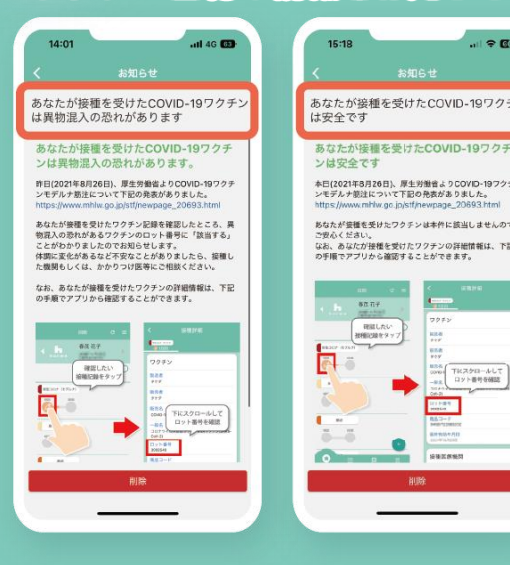 14:01
4G 63
お知らせ
あなたが接種を受けたCOVID-19ワクチン
は異物混入の恐れがあります
あなたが接種を受けたCOVID-19ワクチ
ンは異物混入の恐れがあります。
昨日(2021年8月26日)、厚生労働省よりCOVID-19ワクチ
ンモデルナ筋注について下記の発表がありました。
https://www.mhlw.go.jp/stf/newpage_20693.html
あなたが接種を受けたワクチン記録を確認したところ、異
物混入の恐れがあるワクチンのロット番号に「該当する」
ことがわかりましたのでお知らせします。
体調に変化があるなど不安なことがありましたら、接種し
た機関もしくは、かかりつけ医等にご相談ください。
なお、あなたが接種を受けたワクチンの詳細情報は、下記
の手順でアプリから確認することができます。
確認したい
接種記録をタップ
接種詳細
ワクチン
下にスクロールして
ロット番号を確認
ロット番号
削除
15:18
お知らせ
あなたが接種を受けたCOVID-19ワクチ
は安全です
あなたが接種を受けたCOVID-19ワクチ
ンは安全です
本日(2021年8月26日)、厚生労働省よりCOVID-19ワク
ンモデルナ筋注について下記の発表がありました。
https://www.mhlw.go.jp/stf/newpage_20693.html
あなたが接種を受けたワクチンは本件に該当しませんので
ご安心ください。
なお、あなたが接種を受けたワクチンの詳細情報は、下
の手順でアプリから確認することができます。
確認したい
接種記録をタップ
接種詳細
ワクチン
下にスクロールして
ロット番号を確認
ロット番号
接種医療機関
削除